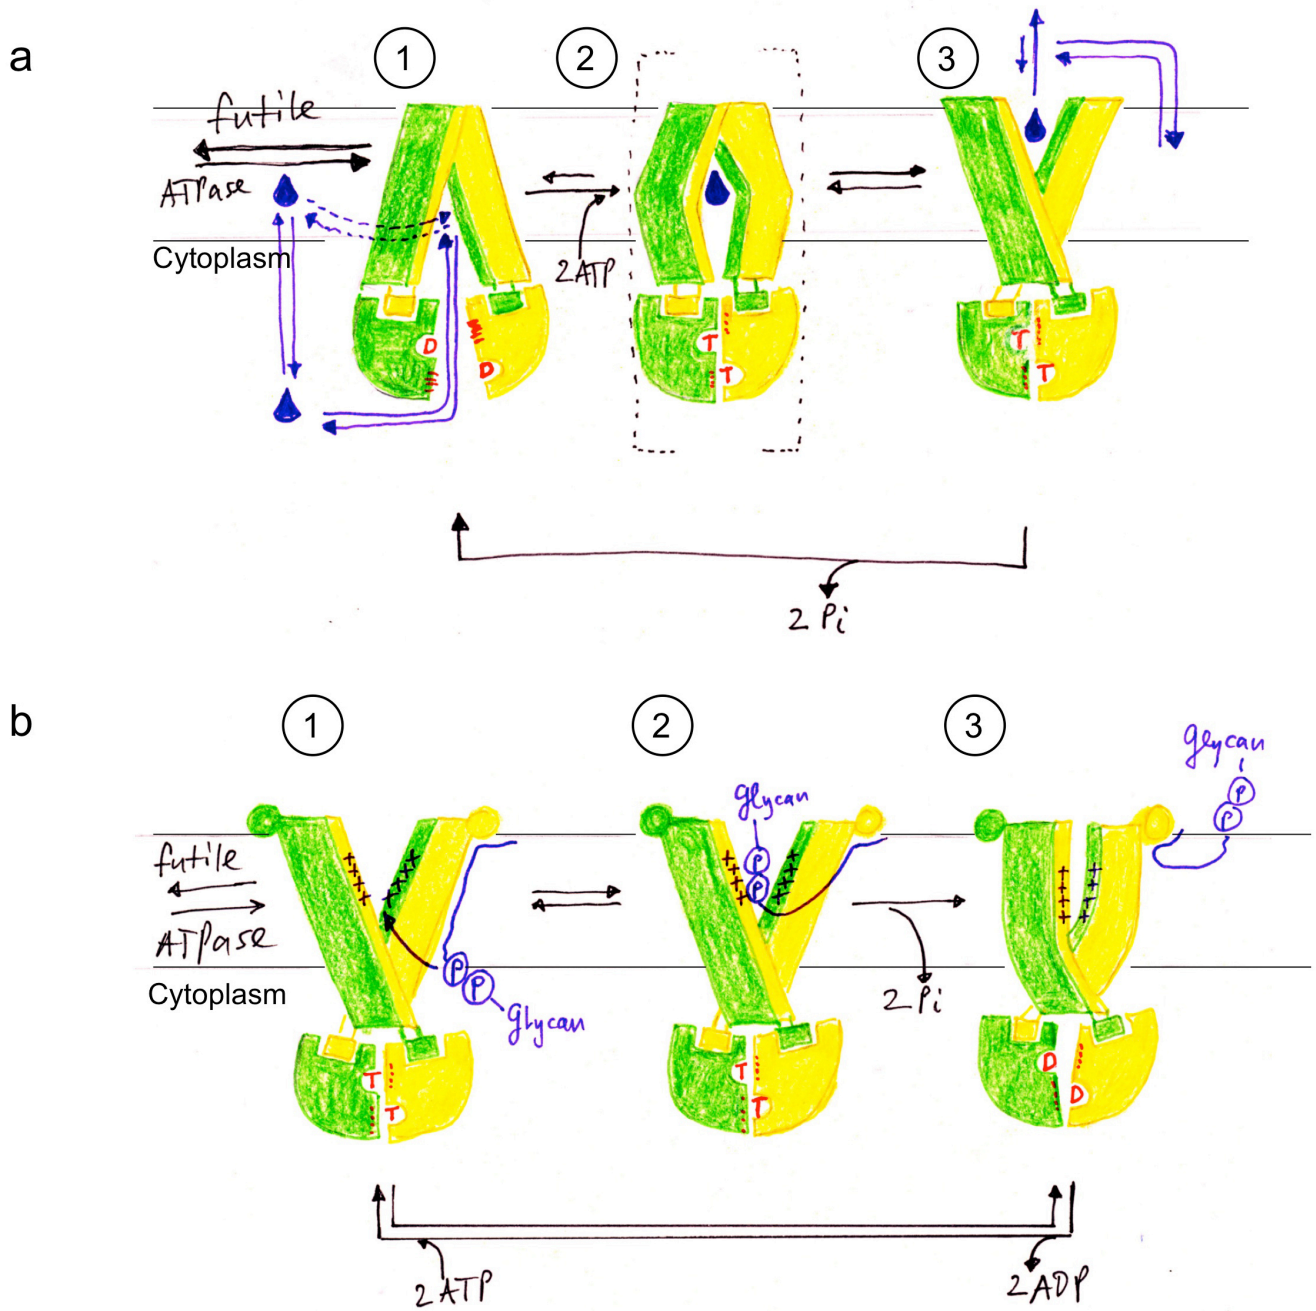 a
1
2
3
futile
ATPase
Cytoplasm
2ATP
D
D
T
T
T
T
2 Pi
b
1
2
3
glycan
P
P
glycan
P
P
futile
ATPase
Cytoplasm
P
P
glycan
2 Pi
T
T
T
T
D
D
2 ATP
2 ADP